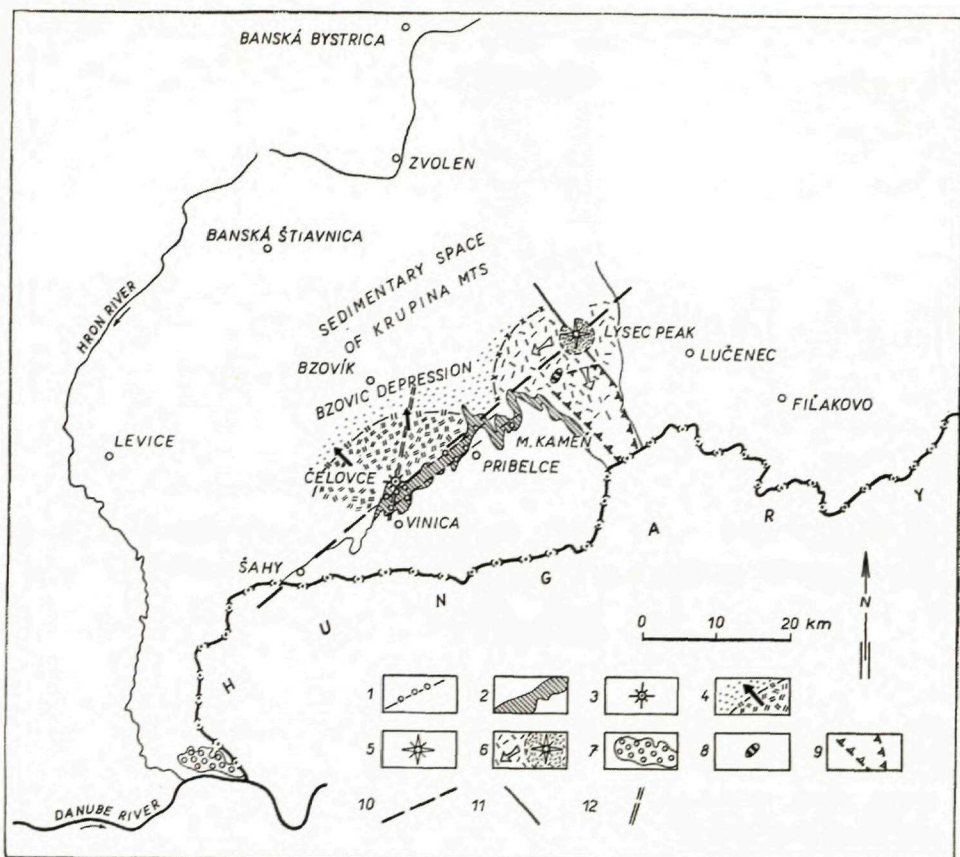 BANSKÁ BYSTRICA
ZVOLEN
BANSKÁ ŠTIAVNICA
HRON RIVER
SEDIMENTARY SPACE
OF KRUPINA MTS
LYSEC PEAK
LUČENEC
BZOVÍK
BZOVIC DEPRESSION
FIĽAKOVO
LEVICE
M.KAMEŇ
PRIBELCE
ČELOVCE
VINICA
ŠAHY
H U N G A R Y
N
0 10 20 km
1 2 3 4
5 6 7 8 9
10 11 12
DANUBE RIVER